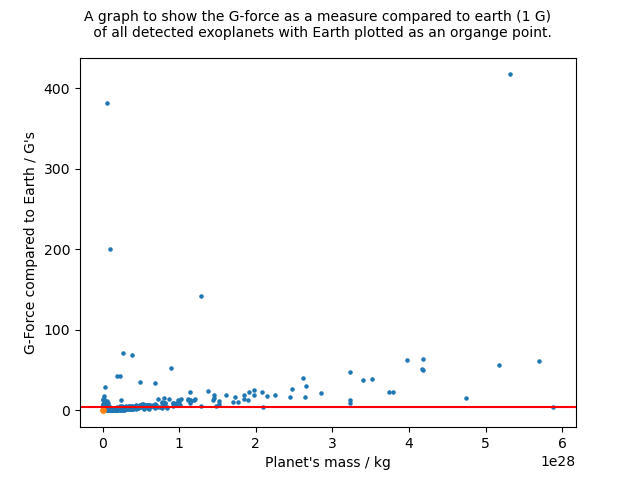 A graph to show the G-force as a measure compared to earth (1 G)
of all detected exoplanets with Earth plotted as an organge point.
400
300
200
100
0
G-Force compared to Earth / G's
0 1 2 3 4 5 6
1e28
Planet's mass / kg